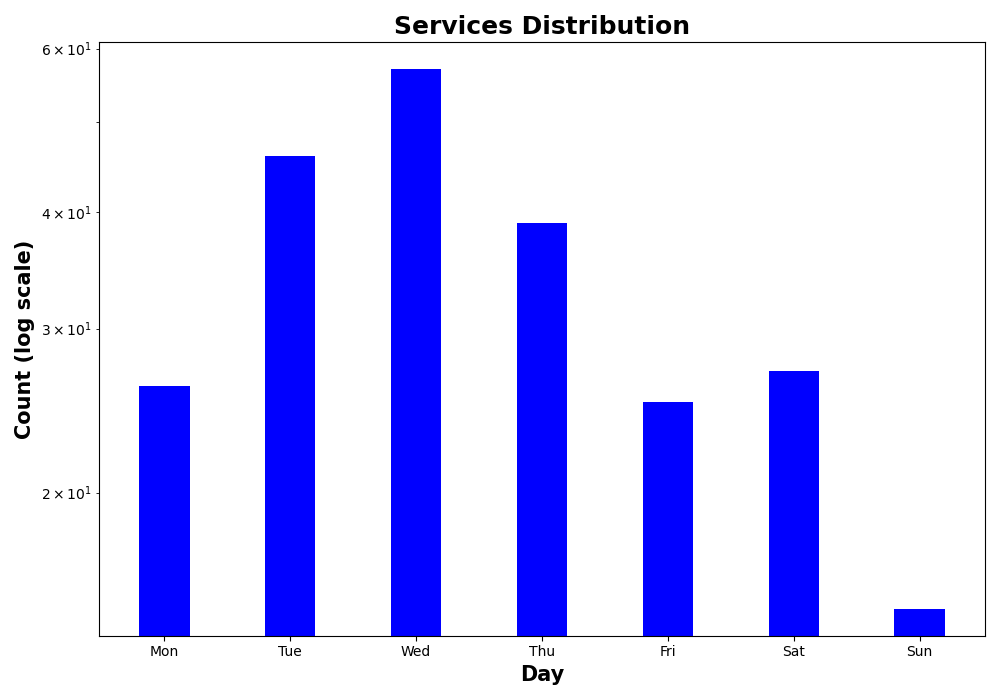 Services Distribution
6 × 10¹
4 × 10¹
3 × 10¹
2 × 10¹
Count (log scale)
Mon Tue Wed Thu Fri Sat Sun
Day